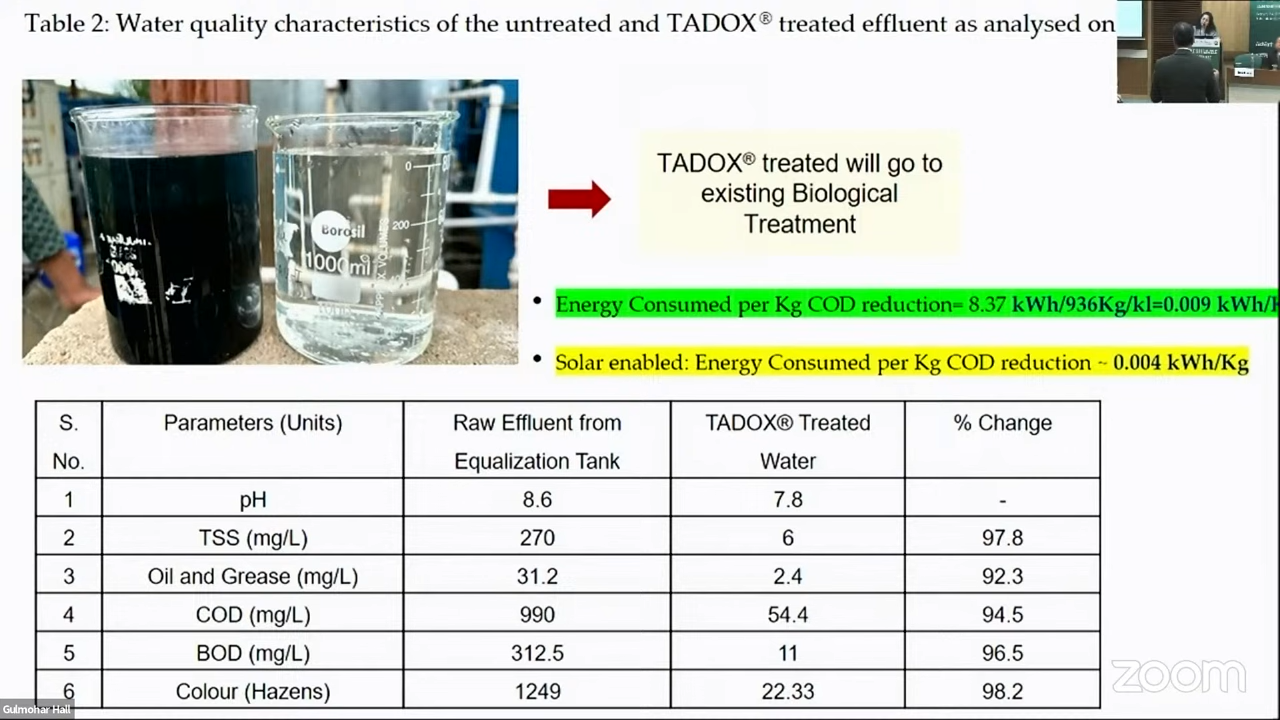 Table 2: Water quality characteristics of the untreated and TADOX® treated effluent as analysed on
Borosil
1000ml
APPROX. VOLUMES
0
200
TADOX® treated will go to
existing Biological
Treatment
• Energy Consumed per Kg COD reduction= 8.37 kWh/936Kg/kl=0.009 kWh/
• Solar enabled: Energy Consumed per Kg COD reduction ~ 0.004 kWh/Kg
S. No. Parameters (Units) Raw Effluent from Equalization Tank TADOX® Treated Water % Change
1 pH 8.6 7.8 -
2 TSS (mg/L) 270 6 97.8
3 Oil and Grease (mg/L) 31.2 2.4 92.3
4 COD (mg/L) 990 54.4 94.5
5 BOD (mg/L) 312.5 11 96.5
6 Colour (Hazens) 1249 22.33 98.2
zoom
Gulmohar Hall